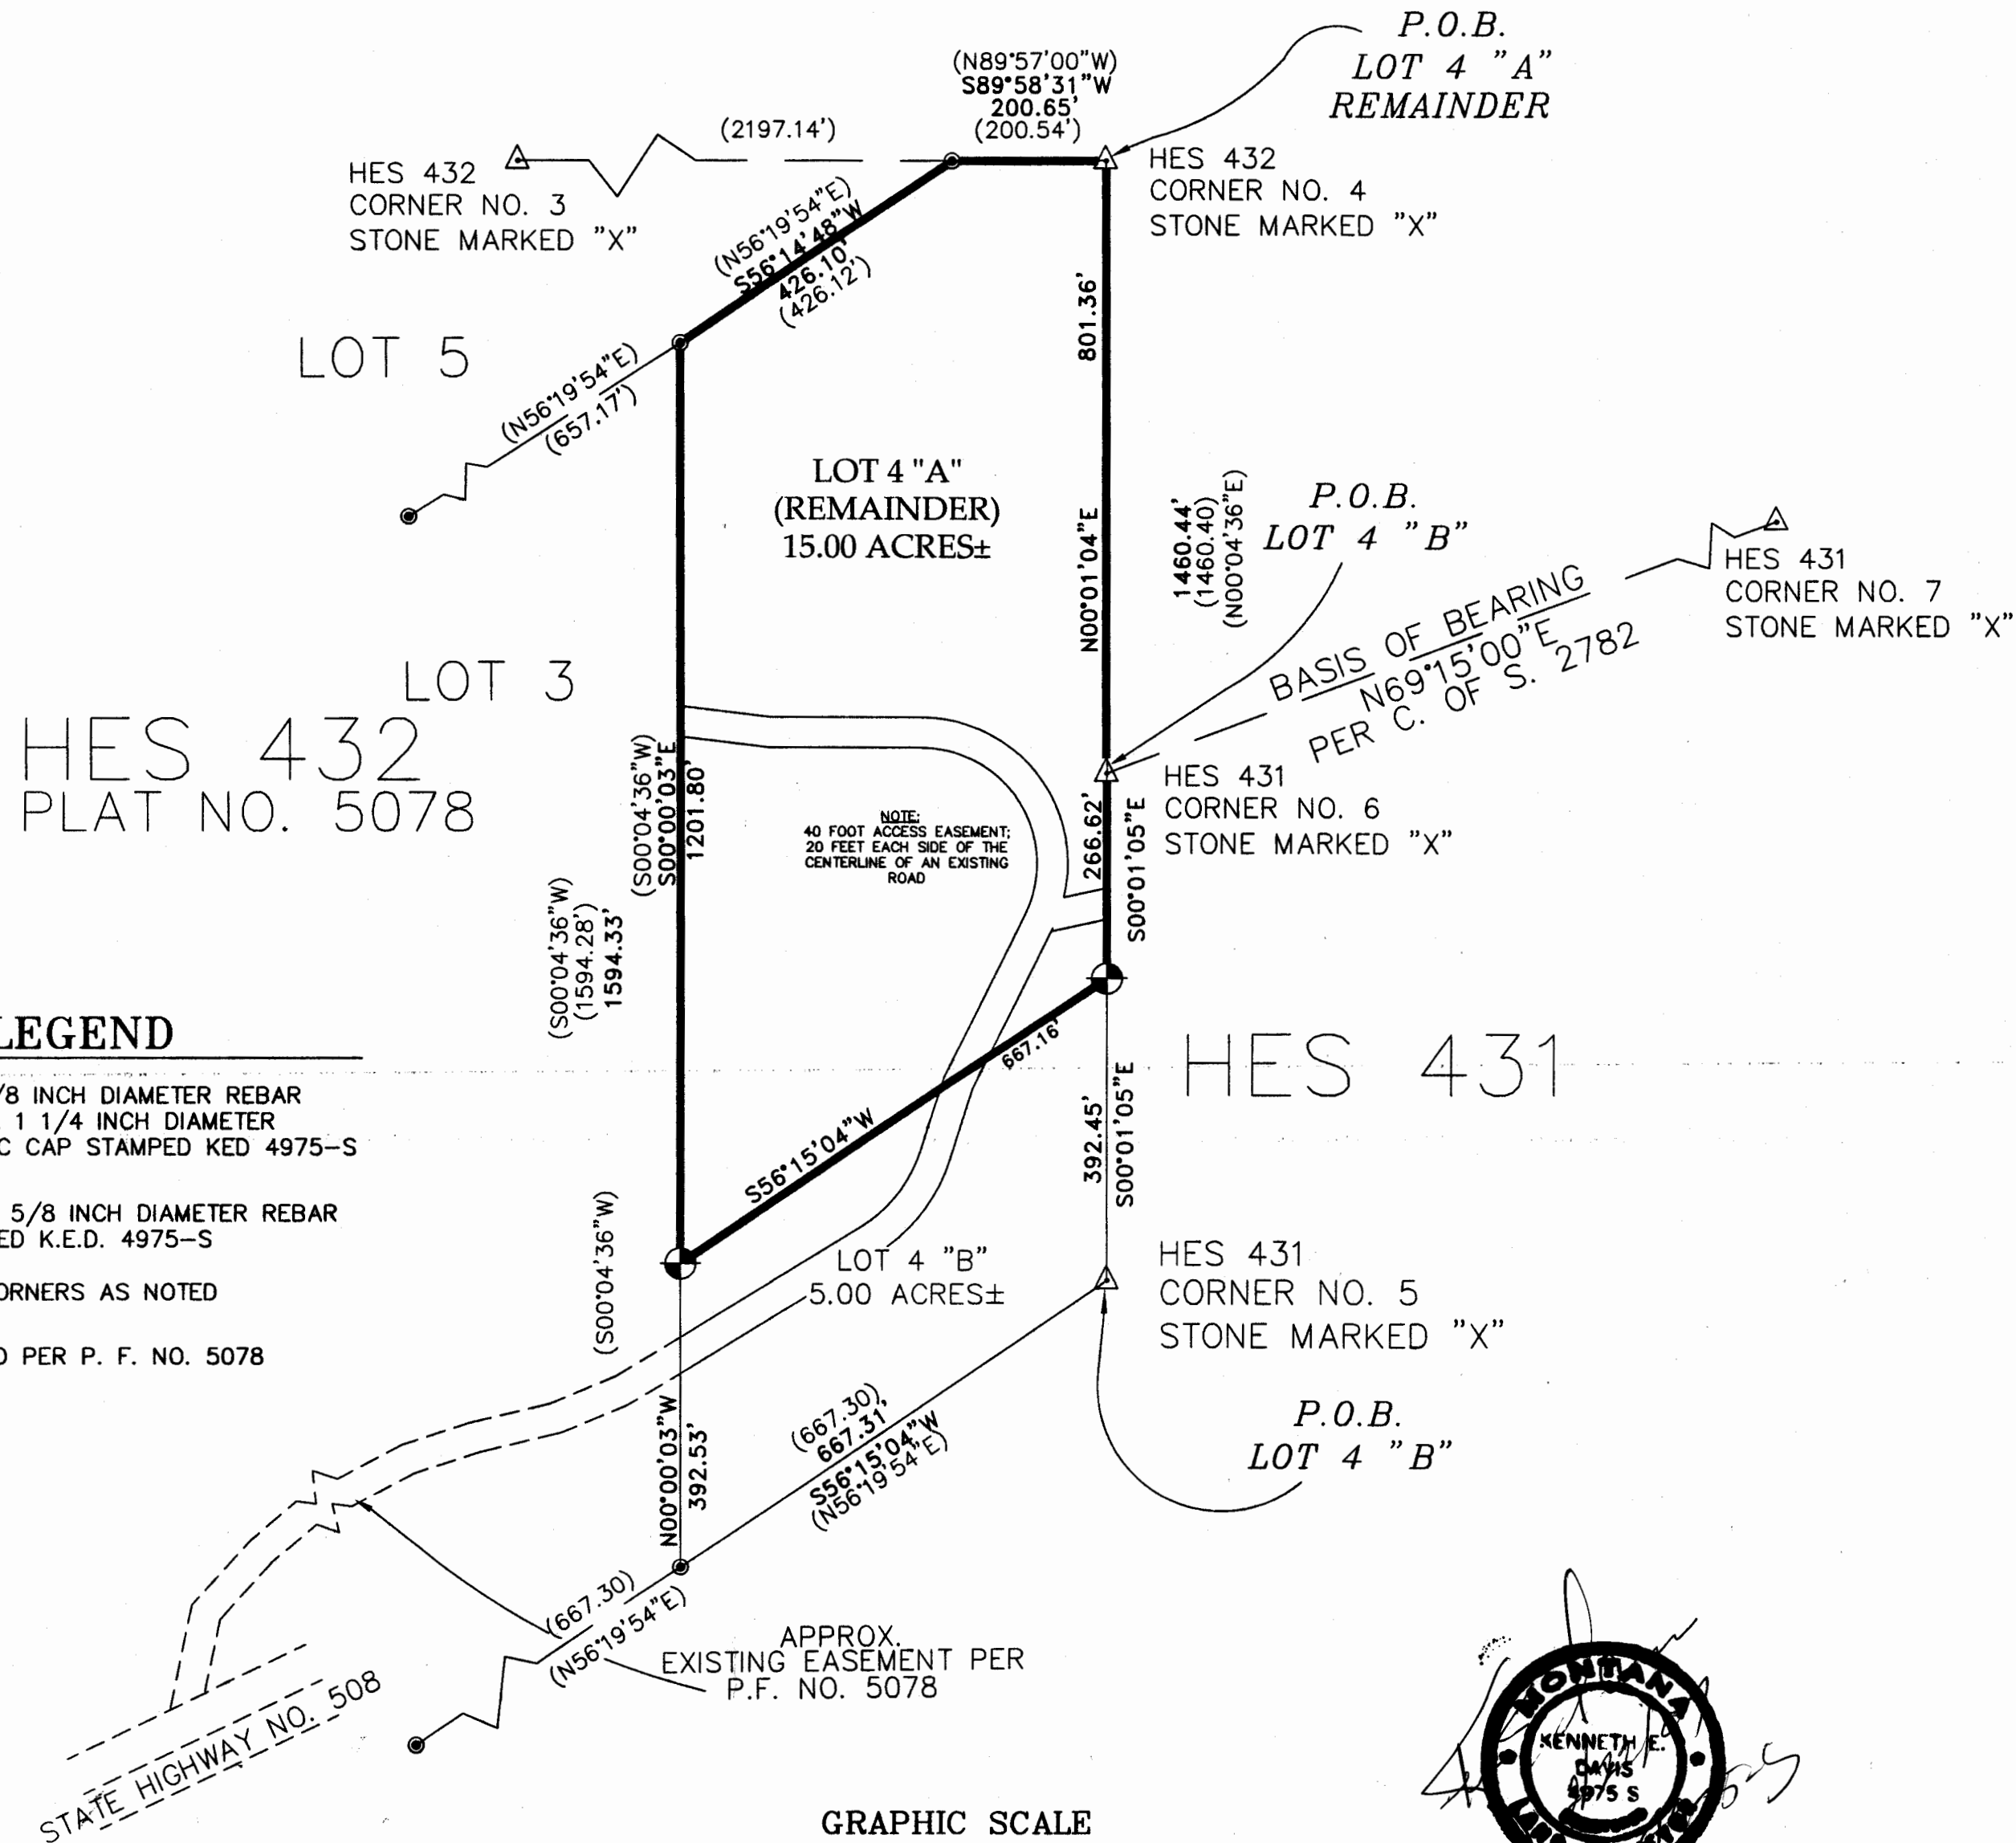 P.O.B.
LOT 4 "A"
REMAINDER
(N89°57'00"W)
S89°58'31"W
200.65'
(200.54')
(2197.14')
HES 432
CORNER NO. 3
STONE MARKED "X"
HES 432
CORNER NO. 4
STONE MARKED "X"
(N56°19'54"E)
S56°14'48"W
426.10'
(426.12')
801.36'
N00°01'04"E
LOT 5
(N56°19'54"E)
(657.17')
LOT 4 "A"
(REMAINDER)
15.00 ACRES±
1460.44'
(1460.40)
(N00°04'36"E)
P.O.B.
LOT 4 "B"
BASIS OF BEARING
N69°15'00"E
PER C. OF S. 2782
HES 431
CORNER NO. 7
STONE MARKED "X"
LOT 3
HES 432
PLAT NO. 5078
(S00°04'36"W)
S00°00'03"E
1201.80'
NOTE:
40 FOOT ACCESS EASEMENT;
20 FEET EACH SIDE OF THE
CENTERLINE OF AN EXISTING
ROAD
266.62'
S00°01'05"E
HES 431
CORNER NO. 6
STONE MARKED "X"
(S00°04'36"W)
(1594.28')
1594.33'
LEGEND
/8 INCH DIAMETER REBAR
1 1/4 INCH DIAMETER
C CAP STAMPED KED 4975-S
5/8 INCH DIAMETER REBAR
ED K.E.D. 4975-S
ORNERS AS NOTED
D PER P. F. NO. 5078
HES 431
667.16'
S56°15'04"W
392.45'
S00°01'05"E
(S00°04'36"W)
LOT 4 "B"
5.00 ACRES±
HES 431
CORNER NO. 5
STONE MARKED "X"
P.O.B.
LOT 4 "B"
N00°00'03"W
392.53'
(667.30)
667.31'
S56°15'04"W
(N56°19'54"E)
(667.30)
(N56°19'54"E)
APPROX.
EXISTING EASEMENT PER
P.F. NO. 5078
STATE HIGHWAY NO. 508
MONTANA
KENNETH E.
DAVIS
4975 S
GRAPHIC SCALE